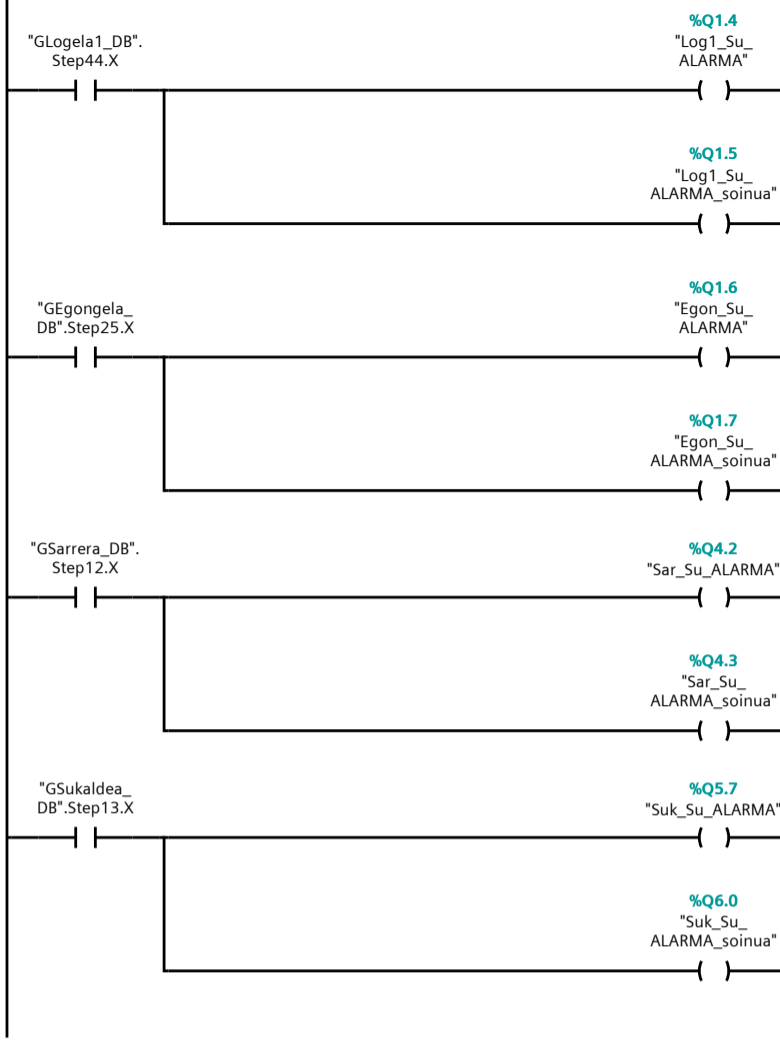 "GLogela1_DB".
Step44.X
%Q1.4
"Log1_Su_
ALARMA"
%Q1.5
"Log1_Su_
ALARMA_soinua"
"GEgongela_
DB".Step25.X
%Q1.6
"Egon_Su_
ALARMA"
%Q1.7
"Egon_Su_
ALARMA_soinua"
"GSarrera_DB".
Step12.X
%Q4.2
"Sar_Su_ALARMA"
%Q4.3
"Sar_Su_
ALARMA_soinua"
"GSukaldea_
DB".Step13.X
%Q5.7
"Suk_Su_ALARMA"
%Q6.0
"Suk_Su_
ALARMA_soinua"